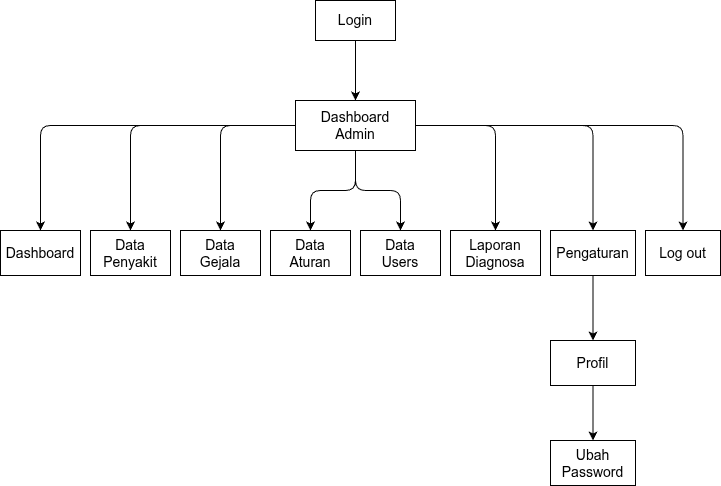 Login
Dashboard
Admin
Dashboard
Data
Penyakit
Data
Gejala
Data
Aturan
Data
Users
Laporan
Diagnosa
Pengaturan
Log out
Profil
Ubah
Password